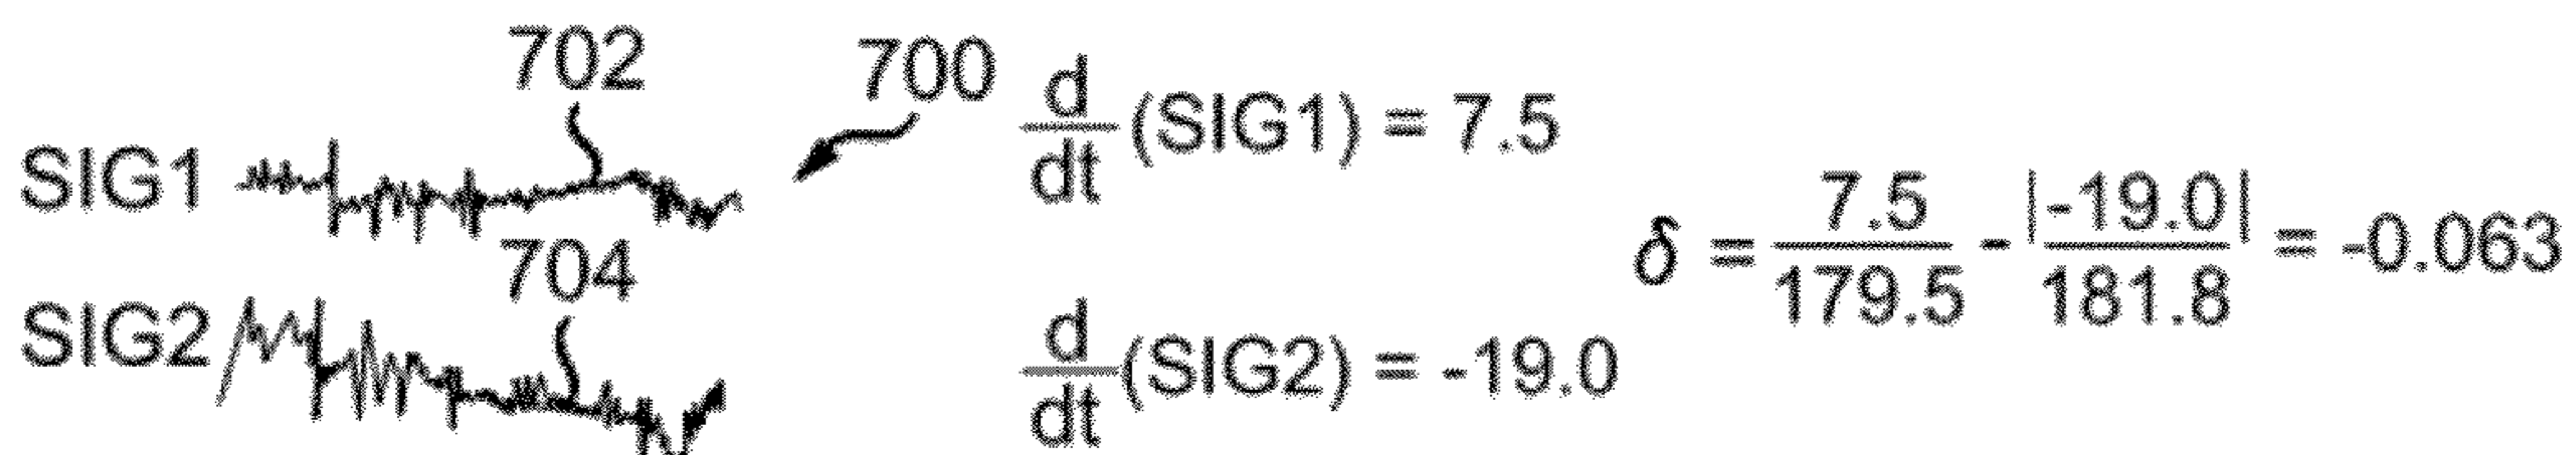 702
700
d/dt (SIG1) = 7.5
SIG1
δ = 7.5/179.5 - |-19.0|/181.8 = -0.063
704
SIG2
d/dt (SIG2) = -19.0